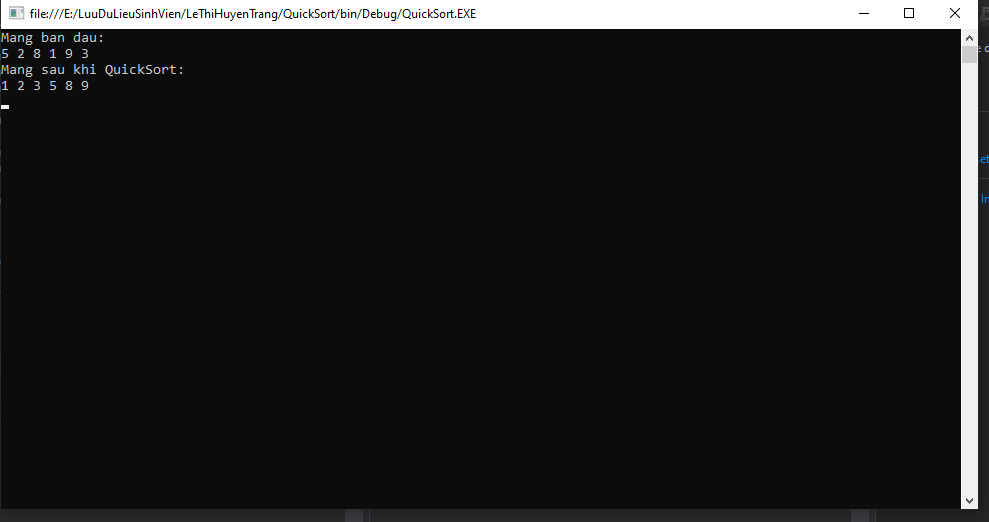 file:///E:/LuuDuLieuSinhVien/LeThiHuyenTrang/QuickSort/bin/Debug/QuickSort.EXE
Mang ban dau:
5 2 8 1 9 3
Mang sau khi QuickSort:
1 2 3 5 8 9